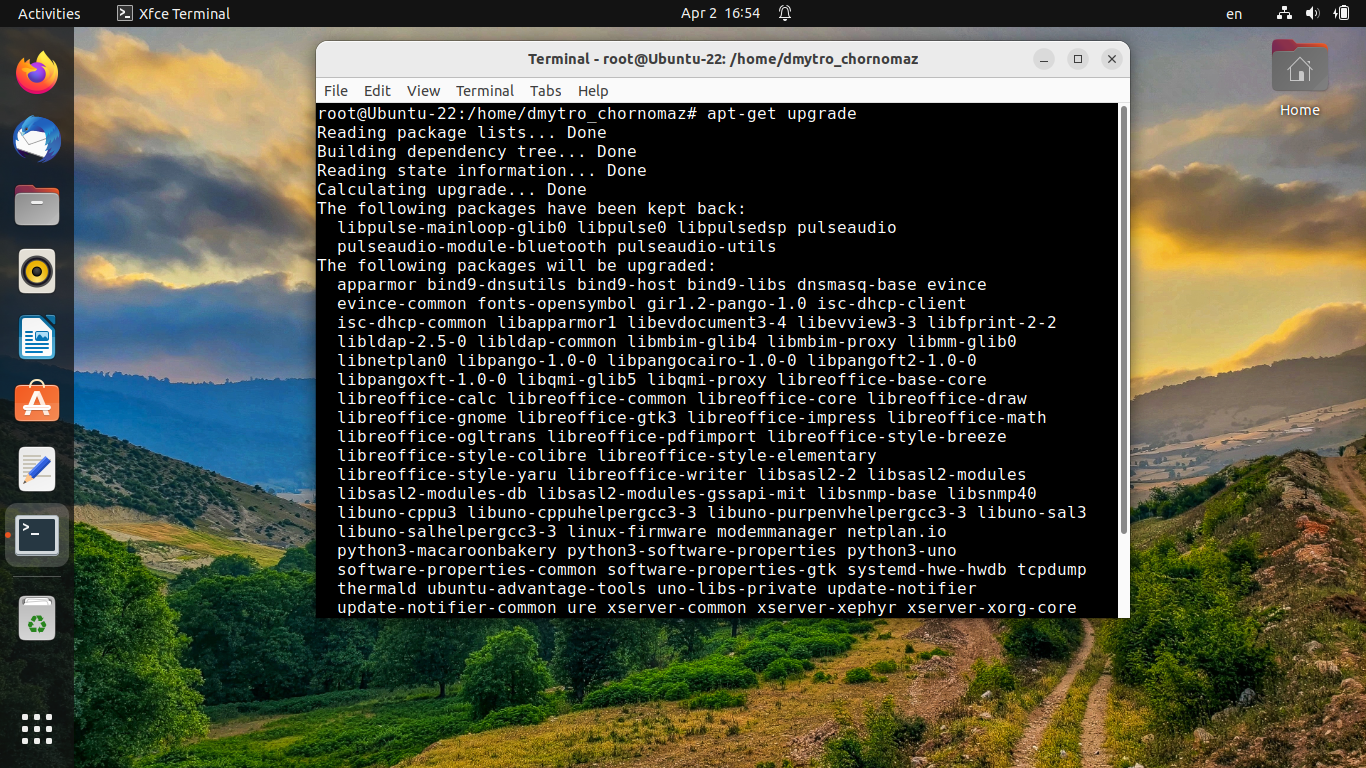 Activities
Xfce Terminal
Apr 2 16:54
en
Terminal - root@Ubuntu-22: /home/dmytro_chornomaz
File Edit View Terminal Tabs Help
root@Ubuntu-22:/home/dmytro_chornomaz# apt-get upgrade
Reading package lists... Done
Building dependency tree... Done
Reading state information... Done
Calculating upgrade... Done
The following packages have been kept back:
libpulse-mainloop-glib0 libpulse0 libpulsedsp pulseaudio
pulseaudio-module-bluetooth pulseaudio-utils
The following packages will be upgraded:
apparmor bind9-dnsutils bind9-host bind9-libs dnsmasq-base evince
evince-common fonts-opensymbol gir1.2-pango-1.0 isc-dhcp-client
isc-dhcp-common libapparmor1 libevdocument3-4 libevview3-3 libfprint-2-2
libldap-2.5-0 libldap-common libmbim-glib4 libmbim-proxy libmm-glib0
libnetplan0 libpango-1.0-0 libpangocairo-1.0-0 libpangoft2-1.0-0
libpangoxft-1.0-0 libqmi-glib5 libqmi-proxy libreoffice-base-core
libreoffice-calc libreoffice-common libreoffice-core libreoffice-draw
libreoffice-gnome libreoffice-gtk3 libreoffice-impress libreoffice-math
libreoffice-ogltrans libreoffice-pdfimport libreoffice-style-breeze
libreoffice-style-colibre libreoffice-style-elementary
libreoffice-style-yaru libreoffice-writer libsasl2-2 libsasl2-modules
libsasl2-modules-db libsasl2-modules-gssapi-mit libsnmp-base libsnmp40
libuno-cppu3 libuno-cppuhelpergcc3-3 libuno-purpenvhelpergcc3-3 libuno-sal3
libuno-salhelpergcc3-3 linux-firmware modemmanager netplan.io
python3-macaroonbakery python3-software-properties python3-uno
software-properties-common software-properties-gtk systemd-hwe-hwdb tcpdump
thermald ubuntu-advantage-tools uno-libs-private update-notifier
update-notifier-common ure xserver-common xserver-xephyr xserver-xorg-core
Home